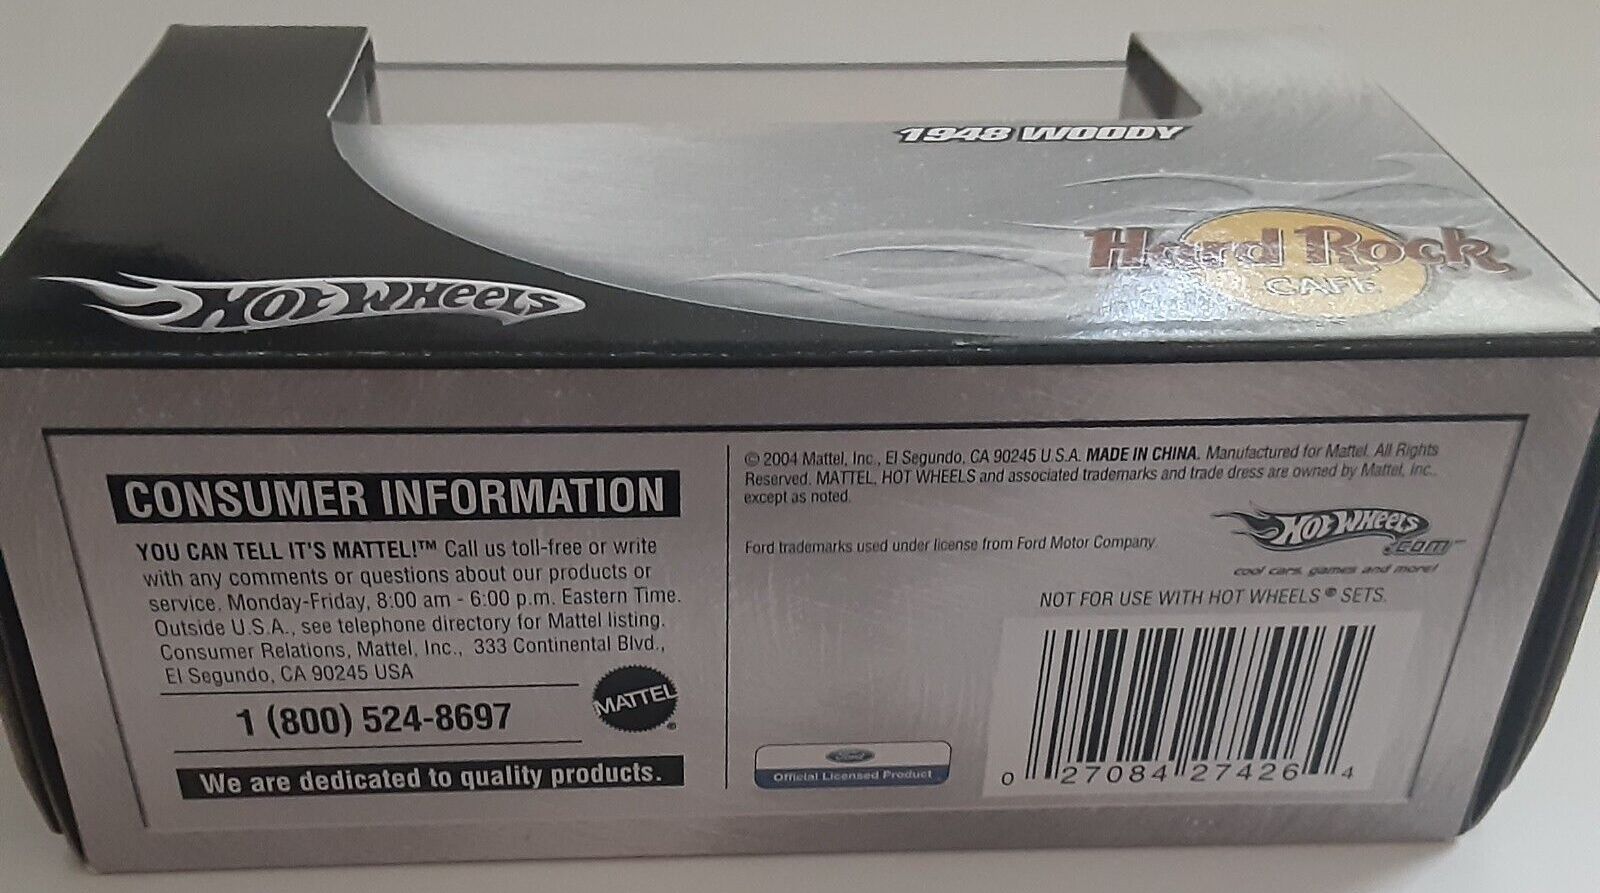 1948 WOODY
Hard Rock
CAFE
HOT WHEELS
CONSUMER INFORMATION
YOU CAN TELL IT'S MATTEL!™ Call us toll-free or write
with any comments or questions about our products or
service. Monday-Friday, 8:00 am - 6:00 p.m. Eastern Time.
Outside U.S.A., see telephone directory for Mattel listing.
Consumer Relations, Mattel, Inc., 333 Continental Blvd.,
El Segundo, CA 90245 USA
MATTEL®
1 (800) 524-8697
We are dedicated to quality products.
© 2004 Mattel, Inc., El Segundo, CA 90245 U.S.A. MADE IN CHINA. Manufactured for Mattel. All Rights
Reserved. MATTEL, HOT WHEELS and associated trademarks and trade dress are owned by Mattel, Inc.,
except as noted.
Ford trademarks used under license from Ford Motor Company.
HOT WHEELS
.COM™
cool cars, games and more!
NOT FOR USE WITH HOT WHEELS® SETS.
Ford
Official Licensed Product
0 27084 27426 4